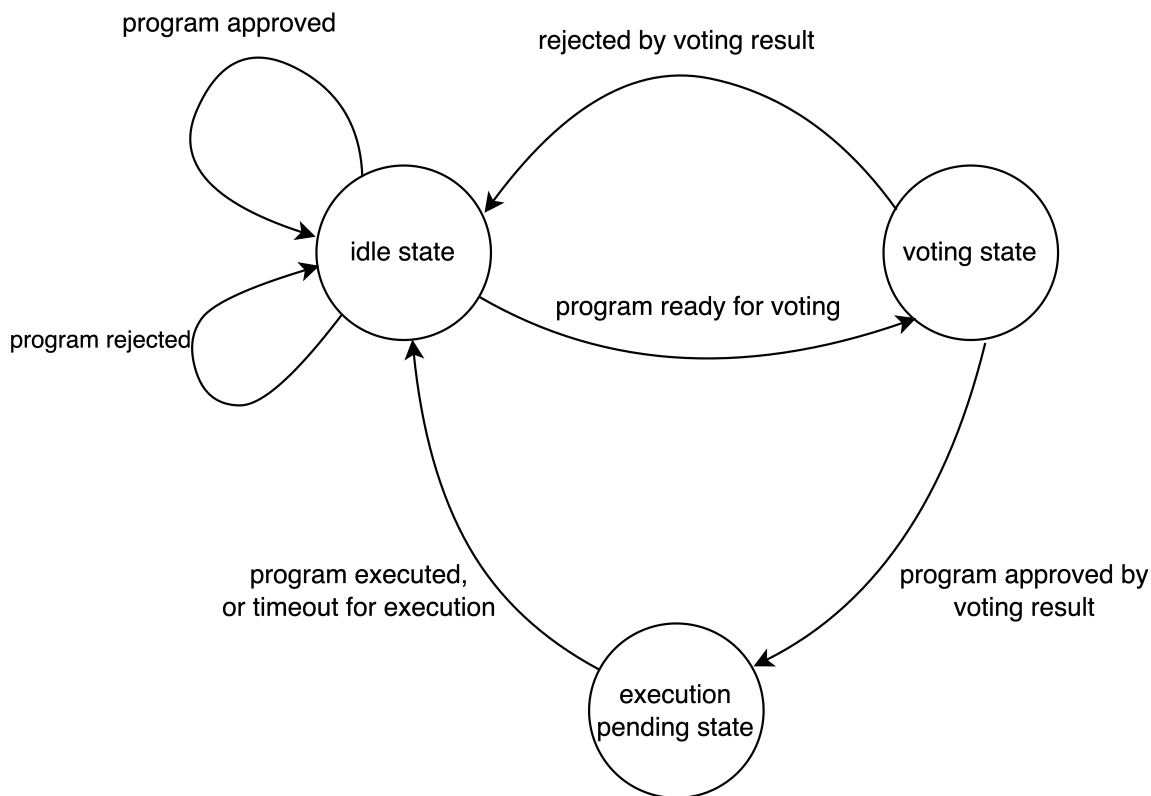 program approved
rejected by voting result
idle state
voting state
program ready for voting
program rejected
program executed,
or timeout for execution
program approved by
voting result
execution
pending state